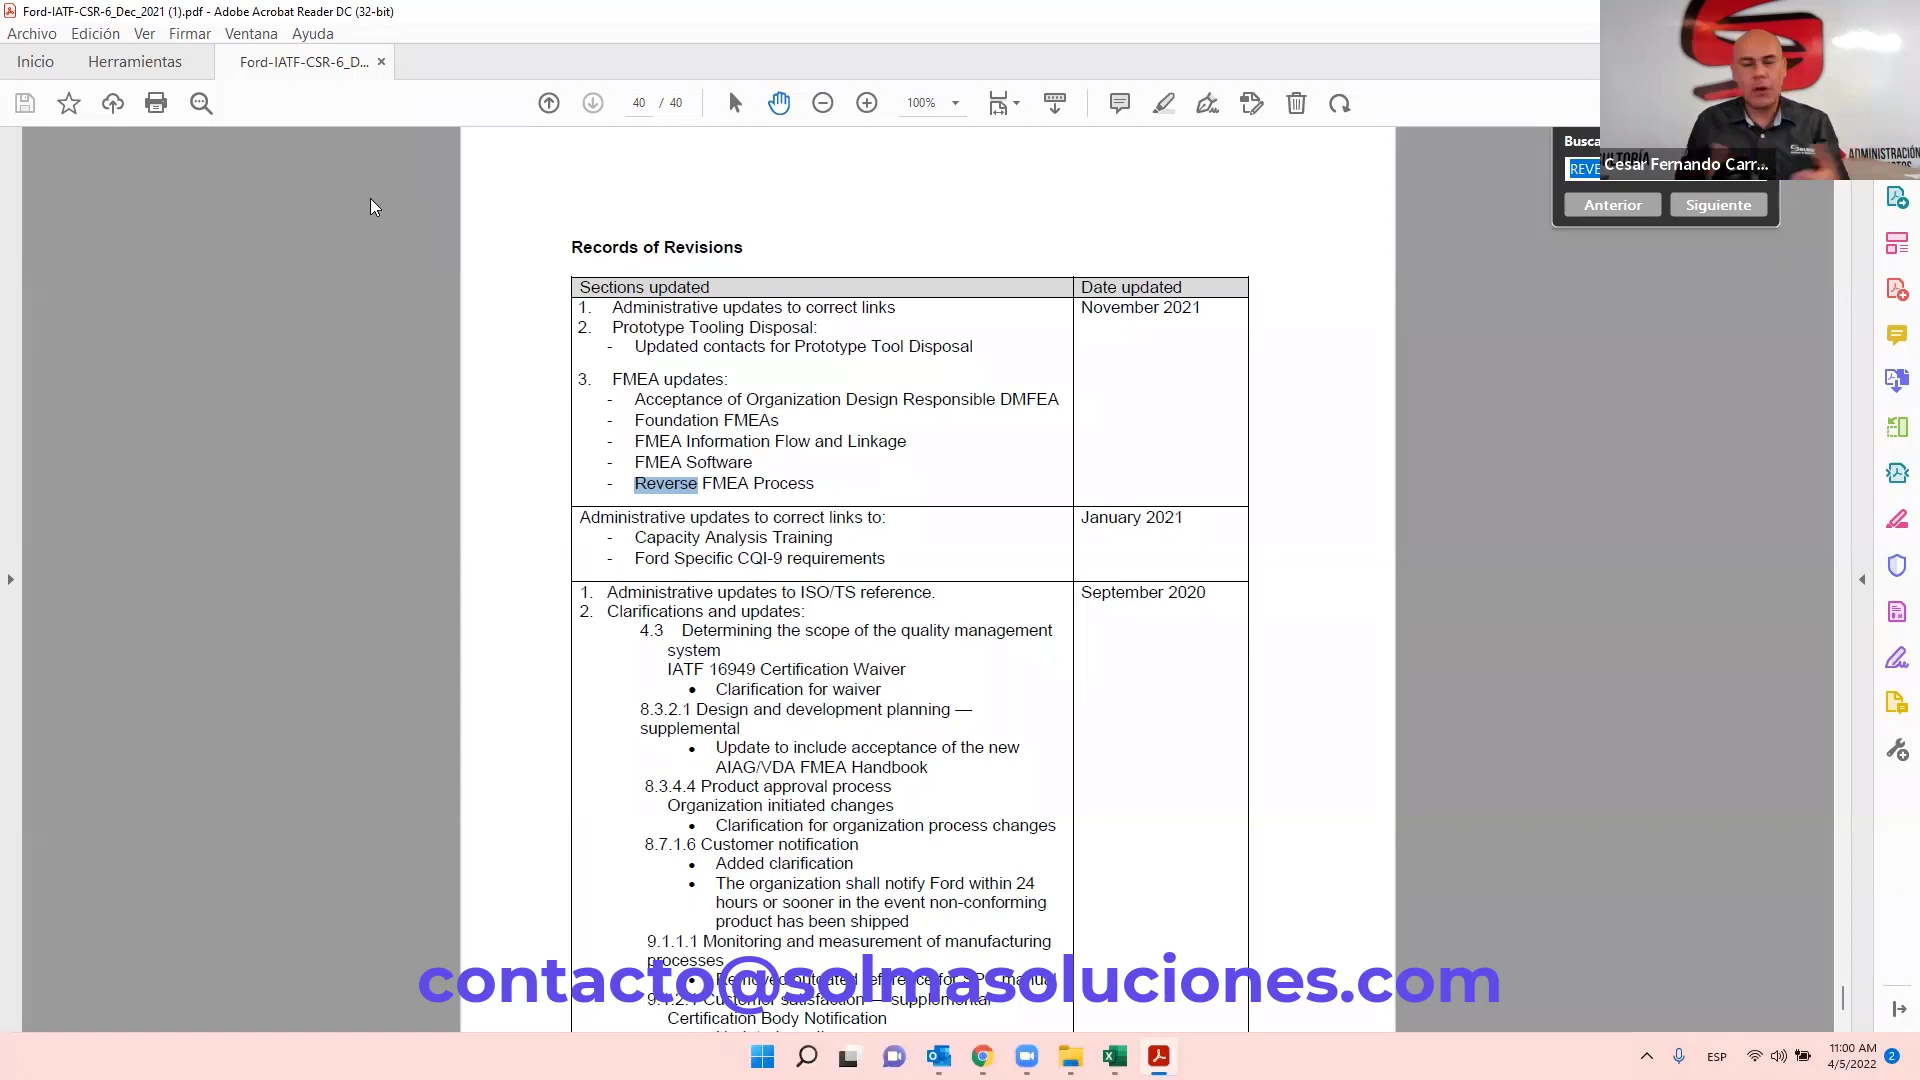 Ford-IATF-CSR-6_Dec_2021 (1).pdf - Adobe Acrobat Reader DC (32-bit)
Archivo Edición Ver Firmar Ventana Ayuda
Inicio Herramientas Ford-IATF-CSR-6_D... ×
40 / 40 100%
Busca
REVE
Cesar Fernando Carr...
ADMINISTRACIÓN
Anterior Siguiente
Records of Revisions
Sections updated Date updated
1. Administrative updates to correct links November 2021
2. Prototype Tooling Disposal:
- Updated contacts for Prototype Tool Disposal
3. FMEA updates:
- Acceptance of Organization Design Responsible DMFEA
- Foundation FMEAs
- FMEA Information Flow and Linkage
- FMEA Software
- Reverse FMEA Process
Administrative updates to correct links to: January 2021
- Capacity Analysis Training
- Ford Specific CQI-9 requirements
1. Administrative updates to ISO/TS reference. September 2020
2. Clarifications and updates:
4.3 Determining the scope of the quality management
system
IATF 16949 Certification Waiver
• Clarification for waiver
8.3.2.1 Design and development planning —
supplemental
• Update to include acceptance of the new
AIAG/VDA FMEA Handbook
8.3.4.4 Product approval process
Organization initiated changes
• Clarification for organization process changes
8.7.1.6 Customer notification
• Added clarification
• The organization shall notify Ford within 24
hours or sooner in the event non-conforming
product has been shipped
9.1.1.1 Monitoring and measurement of manufacturing
processes
contacto@solmasoluciones.com
Customer satisfaction — supplemental
Certification Body Notification
ESP 11:00 AM
4/5/2022 2